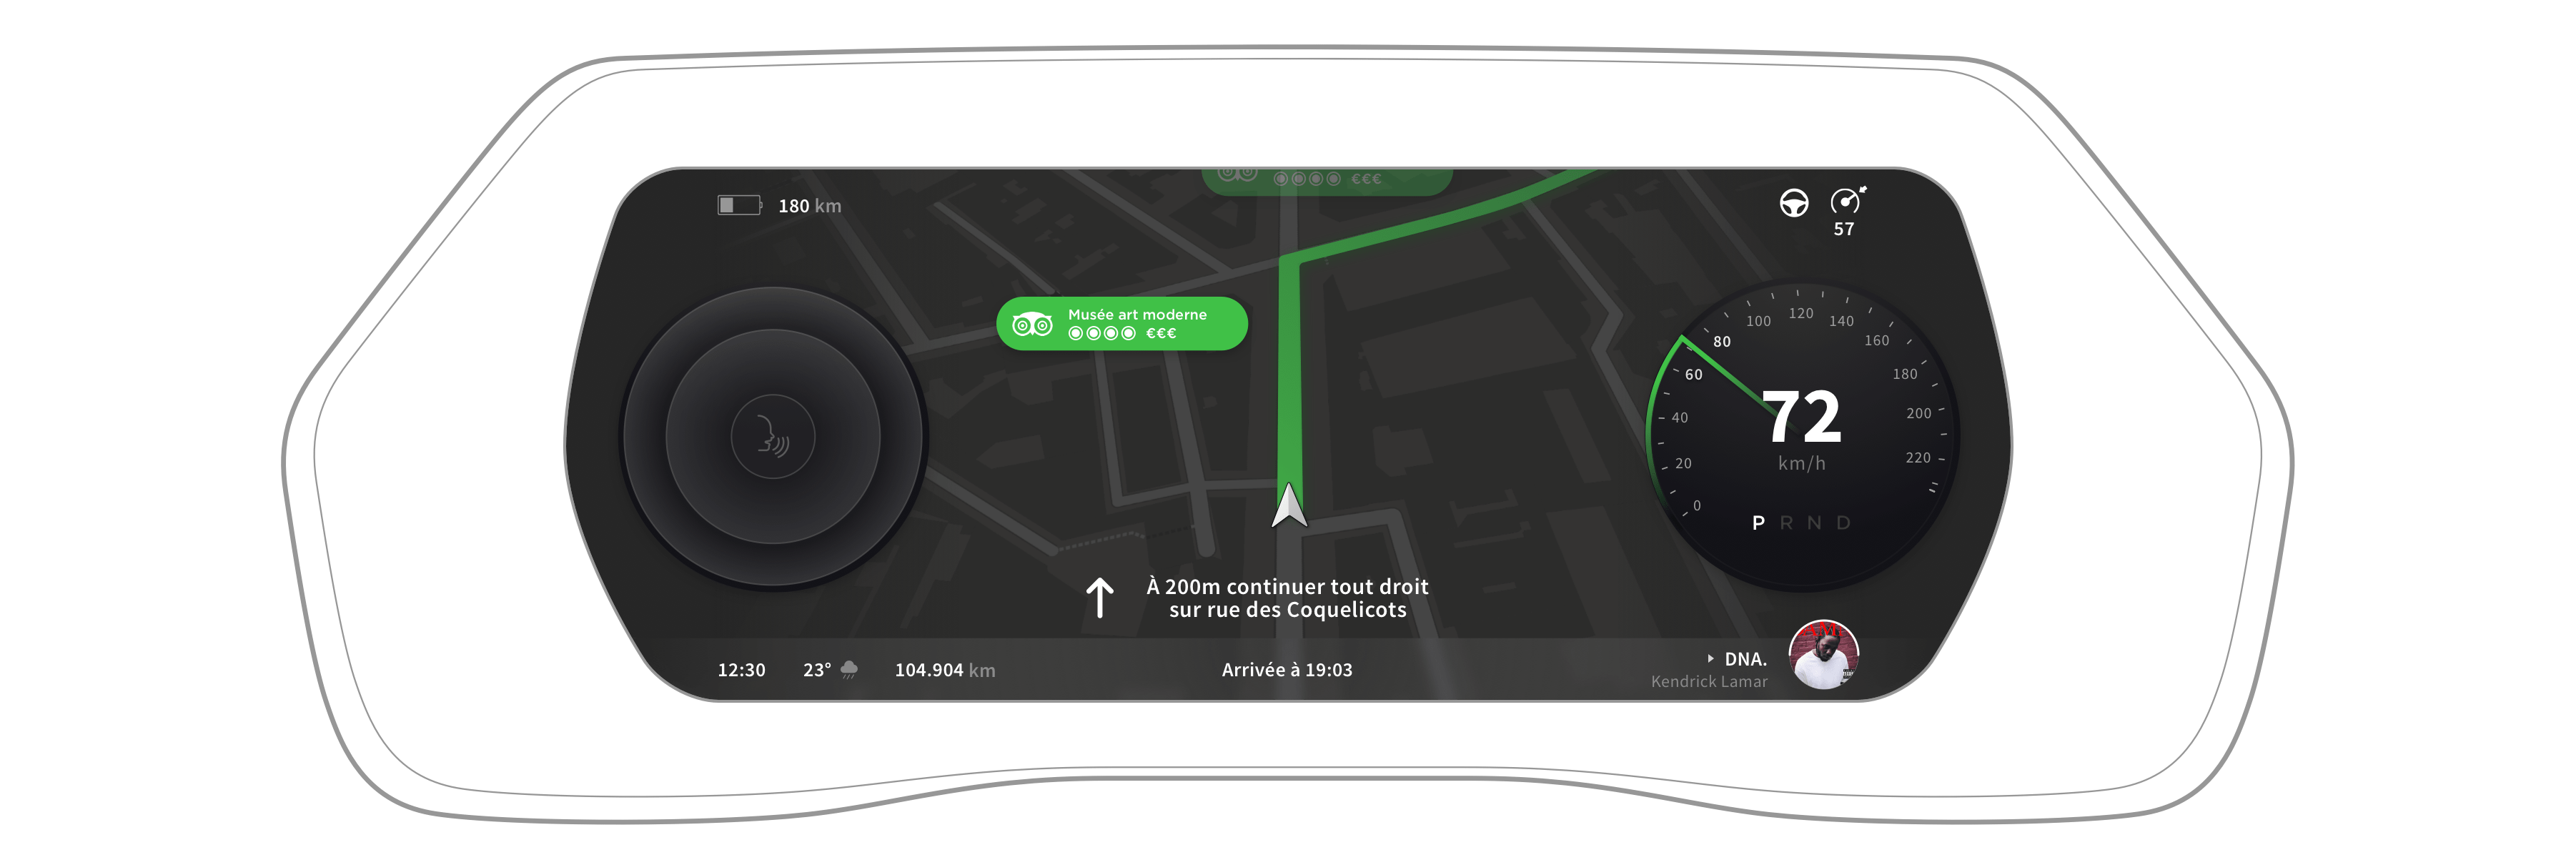 €€€
180 km
57
Musée art moderne
€€€
0
20
40
60
80
100
120
140
160
180
200
220
72
km/h
P R N D
À 200m continuer tout droit
sur rue des Coquelicots
12:30
23°
104.904 km
Arrivée à 19:03
DNA.
Kendrick Lamar